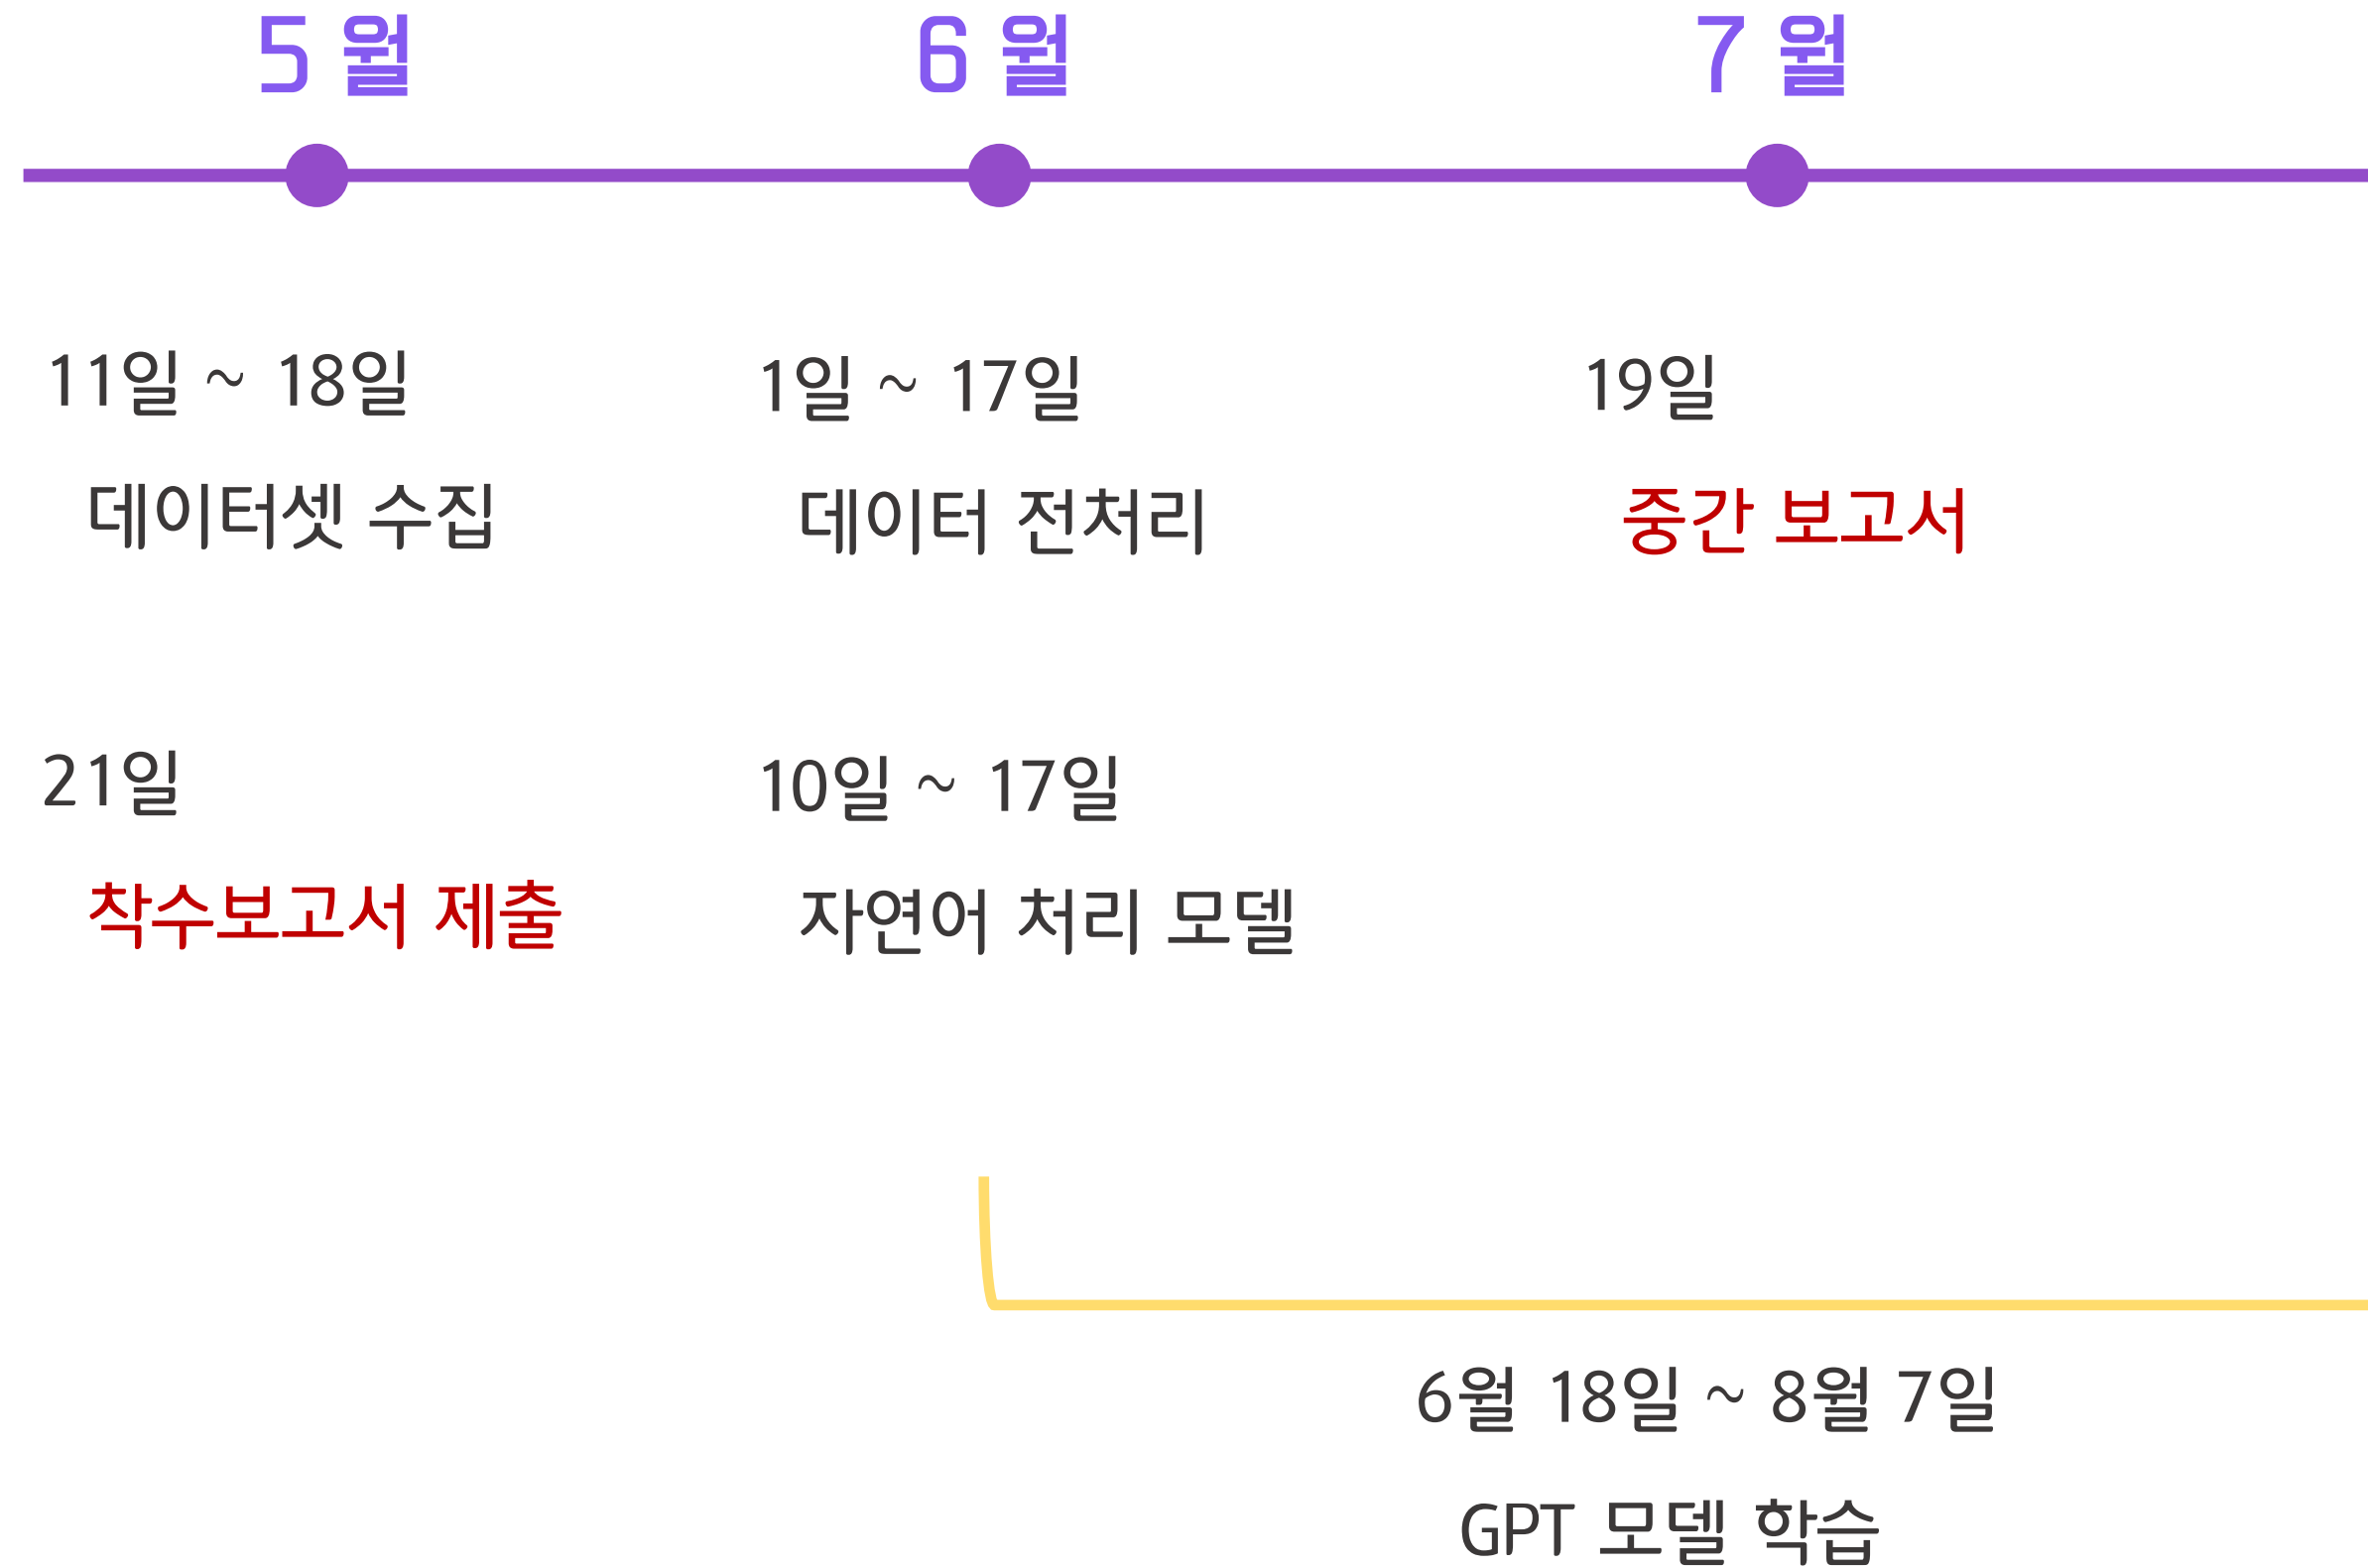 5월
6월
7월
11일 ~ 18일
데이터셋 수집
1일 ~ 17일
데이터 전처리
19일
중간 보고서
21일
착수보고서 제출
10일 ~ 17일
자연어 처리 모델
6월 18일 ~ 8월 7일
GPT 모델 학습